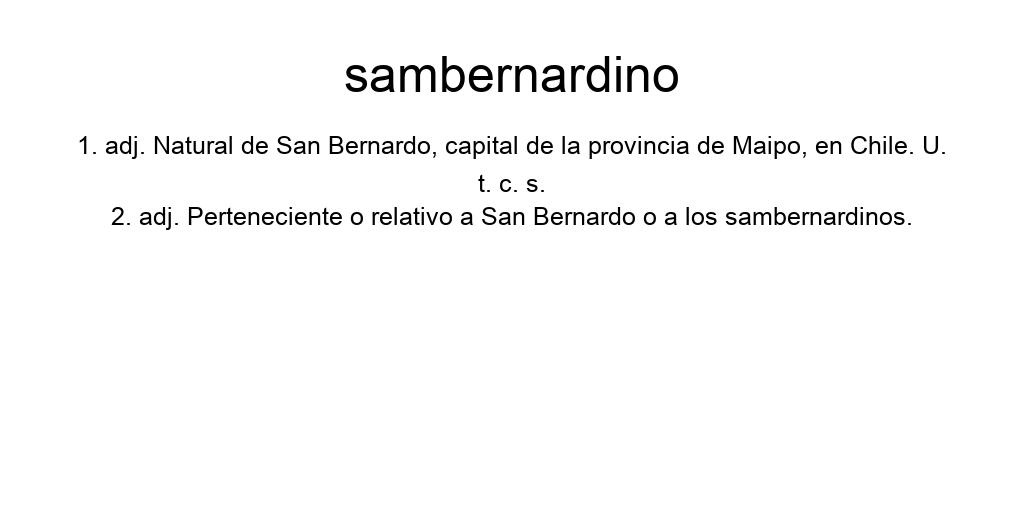 sambernardino
1. adj. Natural de San Bernardo, capital de la provincia de Maipo, en Chile. U.
t. c. s.
2. adj. Perteneciente o relativo a San Bernardo o a los sambernardinos.